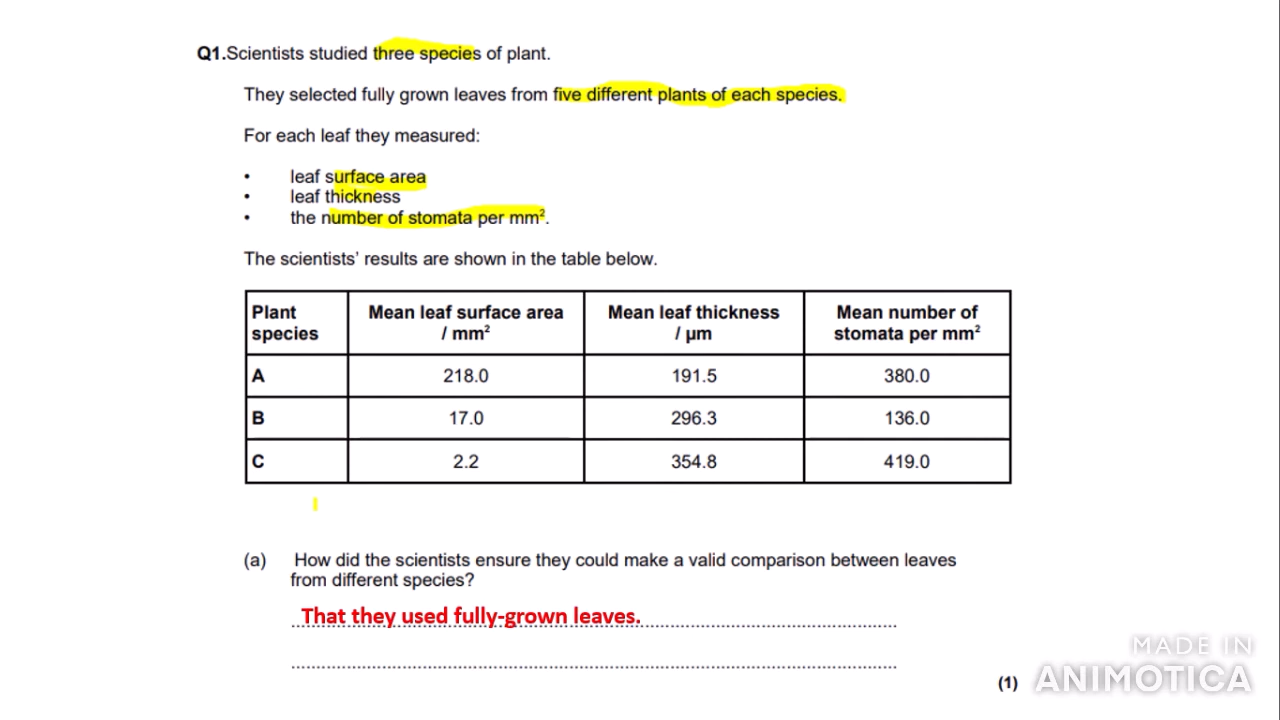 Q1.Scientists studied three species of plant.
They selected fully grown leaves from five different plants of each species.
For each leaf they measured:
• leaf surface area
• leaf thickness
• the number of stomata per mm².
The scientists' results are shown in the table below.
Plant species | Mean leaf surface area / mm² | Mean leaf thickness / µm | Mean number of stomata per mm²
A | 218.0 | 191.5 | 380.0
B | 17.0 | 296.3 | 136.0
C | 2.2 | 354.8 | 419.0
(a) How did the scientists ensure they could make a valid comparison between leaves
from different species?
That they used fully-grown leaves.
(1)
MADE IN
ANIMOTICA